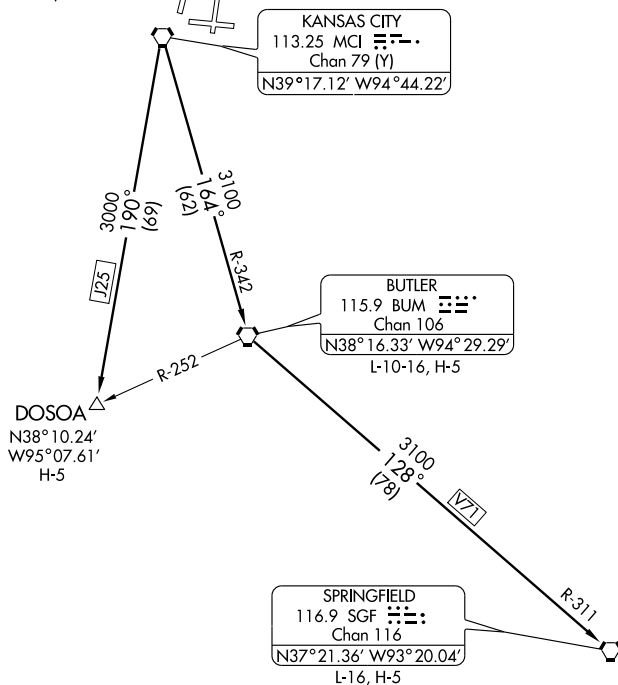 KANSAS CITY
113.25 MCI
Chan 79 (Y)
N39°17.12' W94°44.22'
3000
190°
(69)
J25
3100
164°
(62)
R-342
BUTLER
115.9 BUM
Chan 106
N38°16.33' W94°29.29'
L-10-16, H-5
R-252
DOSOA
N38°10.24'
W95°07.61'
H-5
3100
128°
(78)
V71
R-311
SPRINGFIELD
116.9 SGF
Chan 116
N37°21.36' W93°20.04'
L-16, H-5